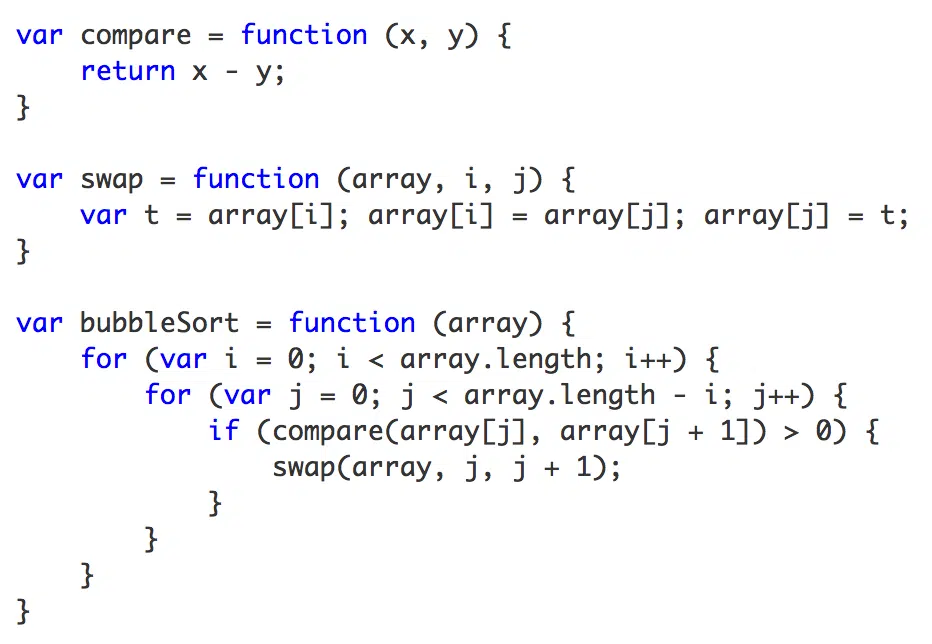 var compare = function (x, y) {
    return x - y;
}

var swap = function (array, i, j) {
    var t = array[i]; array[i] = array[j]; array[j] = t;
}

var bubbleSort = function (array) {
    for (var i = 0; i < array.length; i++) {
        for (var j = 0; j < array.length - i; j++) {
            if (compare(array[j], array[j + 1]) > 0) {
                swap(array, j, j + 1);
            }
        }
    }
}